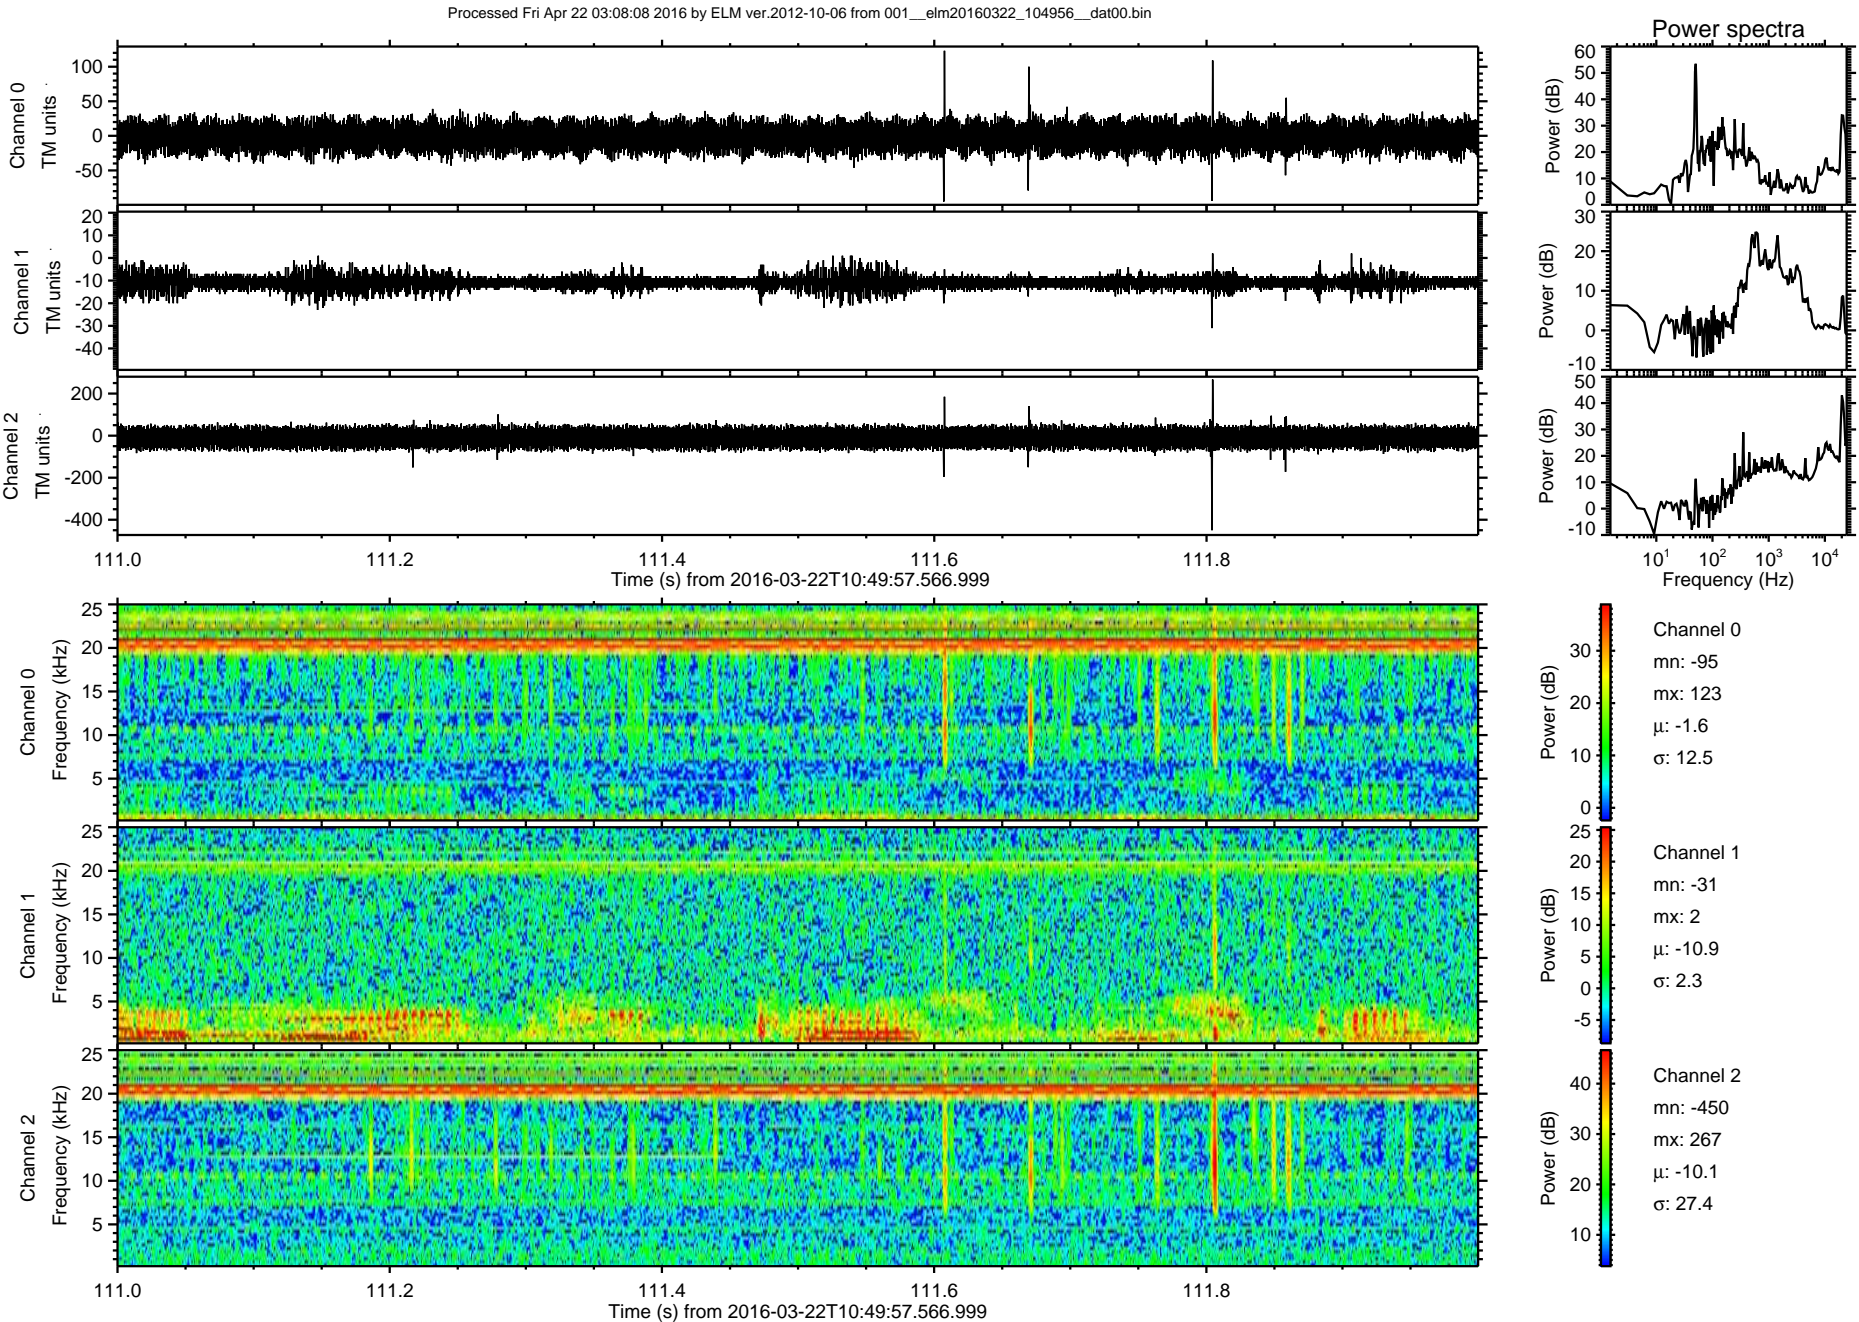 Processed Fri Apr 22 03:08:08 2016 by ELM ver.2012-10-06 from 001__elm20160322_104956__dat00.bin
Power spectra
Channel 0
TM units
100
50
0
-50
Power (dB)
60
50
40
30
20
10
0
Channel 1
TM units
20
10
0
-10
-20
-30
-40
Power (dB)
30
20
10
0
-10
Channel 2
TM units
200
0
-200
-400
Power (dB)
50
40
30
20
10
0
-10
111.0 111.2 111.4 111.6 111.8
Time (s) from 2016-03-22T10:49:57.566.999
10^1 10^2 10^3 10^4
Frequency (Hz)
Channel 0
Frequency (kHz)
25
20
15
10
5
Power (dB)
30
20
10
0
Channel 0
mn: -95
mx: 123
μ: -1.6
σ: 12.5
Channel 1
Frequency (kHz)
25
20
15
10
5
Power (dB)
25
20
15
10
5
0
-5
Channel 1
mn: -31
mx: 2
μ: -10.9
σ: 2.3
Channel 2
Frequency (kHz)
25
20
15
10
5
Power (dB)
40
30
20
10
Channel 2
mn: -450
mx: 267
μ: -10.1
σ: 27.4
111.0 111.2 111.4 111.6 111.8
Time (s) from 2016-03-22T10:49:57.566.999